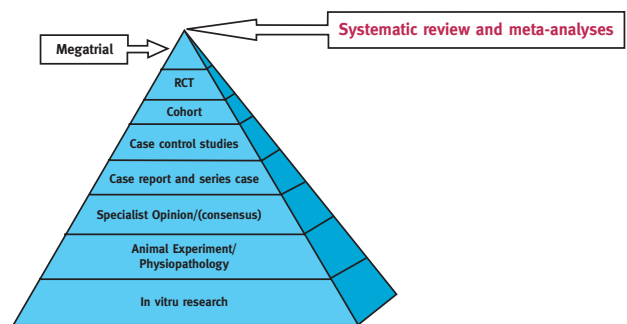 Systematic review and meta-analyses
Megatrial
RCT
Cohort
Case control studies
Case report and series case
Specialist Opinion/(consensus)
Animal Experiment/
Physiopathology
In vitru research